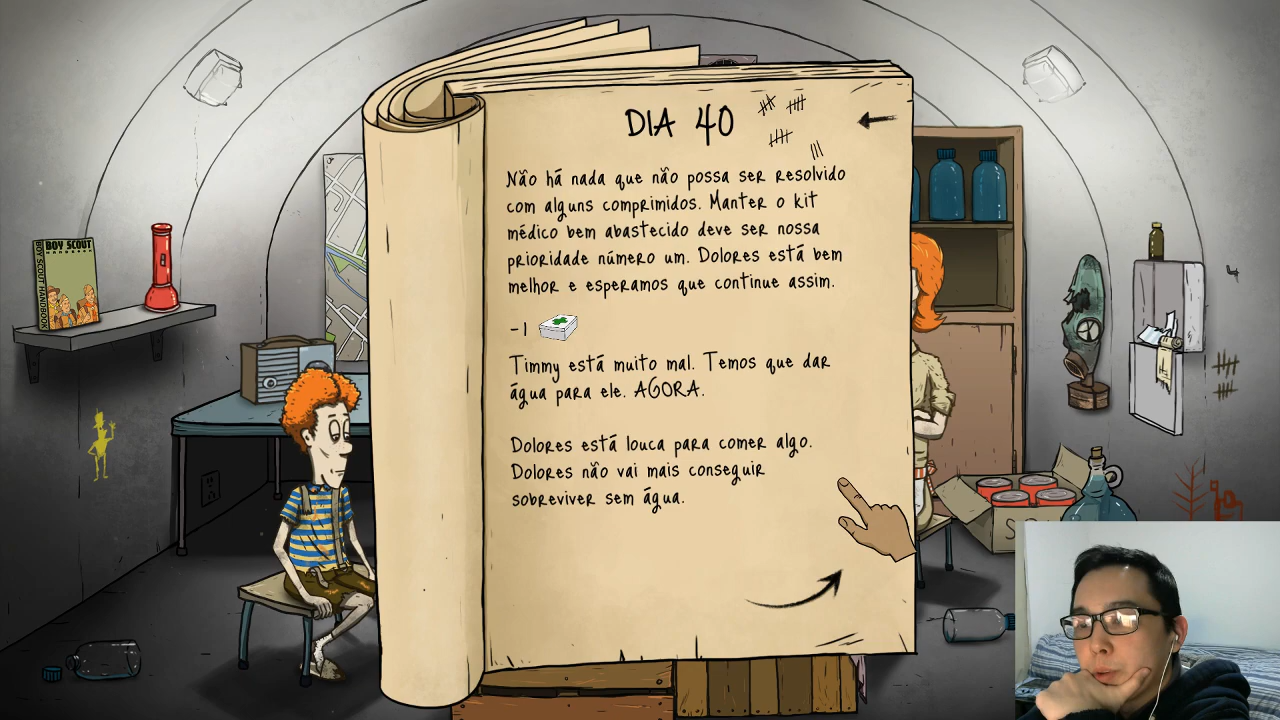 DIA 40
Não há nada que não possa ser resolvido
com alguns comprimidos. Manter o kit
médico bem abastecido deve ser nossa
prioridade número um. Dolores está bem
melhor e esperamos que continue assim.
-1
Timmy está muito mal. Temos que dar
água para ele. AGORA.
Dolores está louca para comer algo.
Dolores não vai mais conseguir
sobreviver sem água.
BOY SCOUT
BOY SCOUT HANDBOOK